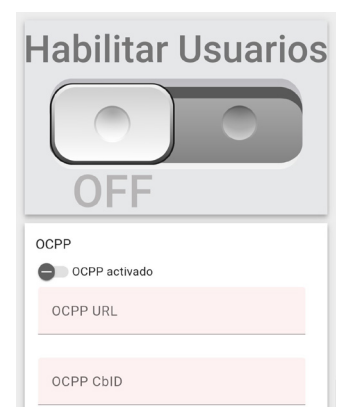 Habilitar Usuarios
OFF
OCPP
OCPP activado
OCPP URL
OCPP CbID